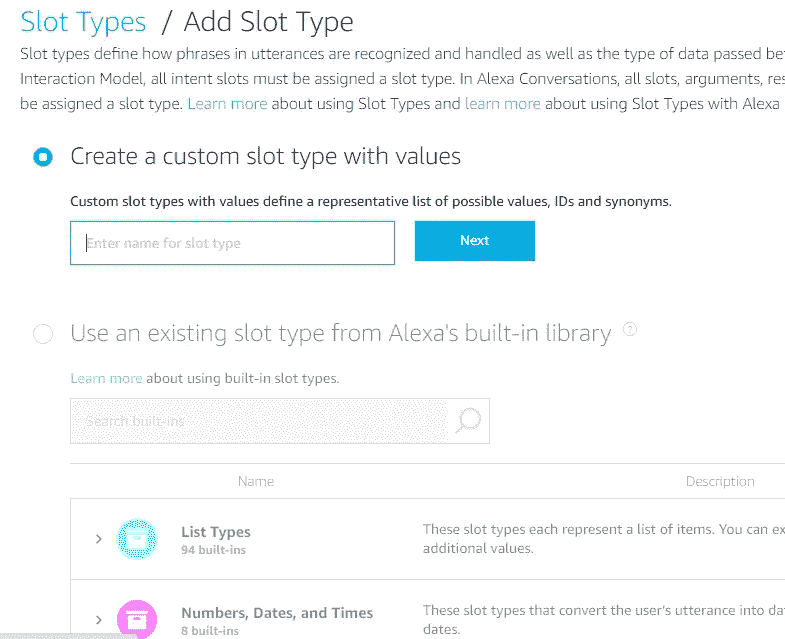 Slot Types / Add Slot Type
Slot types define how phrases in utterances are recognized and handled as well as the type of data passed be
Interaction Model, all intent slots must be assigned a slot type. In Alexa Conversations, all slots, arguments, res
be assigned a slot type. Learn more about using Slot Types and learn more about using Slot Types with Alexa
Create a custom slot type with values
Custom slot types with values define a representative list of possible values, IDs and synonyms.
Enter name for slot type
Next
Use an existing slot type from Alexa's built-in library ?
Learn more about using built-in slot types.
Search built-ins
Name Description
List Types
94 built-ins
These slot types each represent a list of items. You can ex
additional values.
Numbers, Dates, and Times
8 built-ins
These slot types that convert the user's utterance into da
dates.